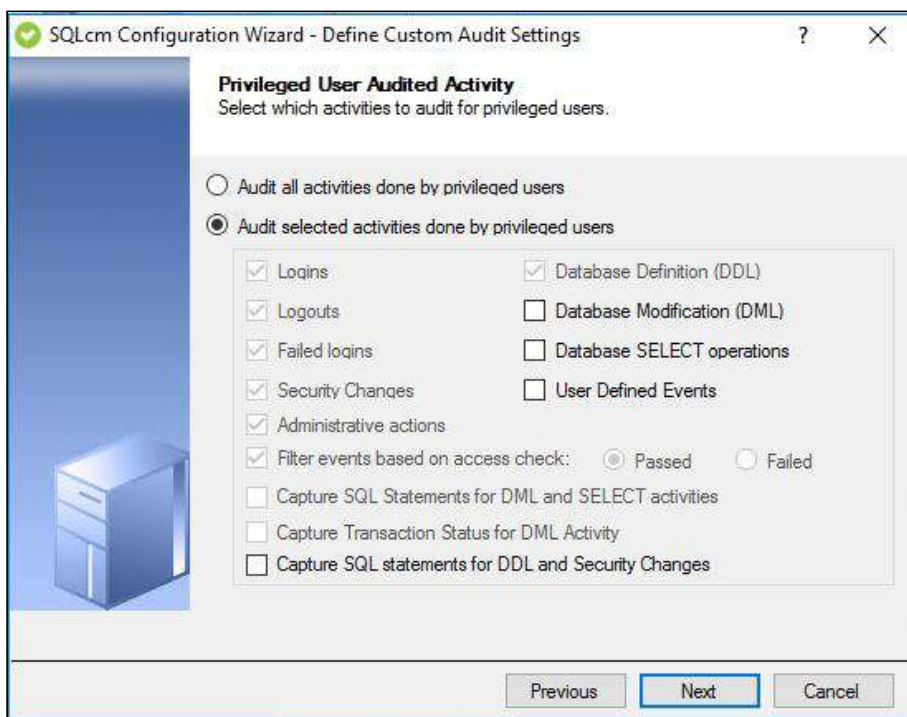 SQLcm Configuration Wizard - Define Custom Audit Settings ?
Privileged User Audited Activity
Select which activities to audit for privileged users.
Audit all activities done by privileged users
Audit selected activities done by privileged users
Logins Database Definition (DDL)
Logouts Database Modification (DML)
Failed logins Database SELECT operations
Security Changes User Defined Events
Administrative actions
Filter events based on access check: Passed Failed
Capture SQL Statements for DML and SELECT activities
Capture Transaction Status for DML Activity
Capture SQL statements for DDL and Security Changes
Previous Next Cancel